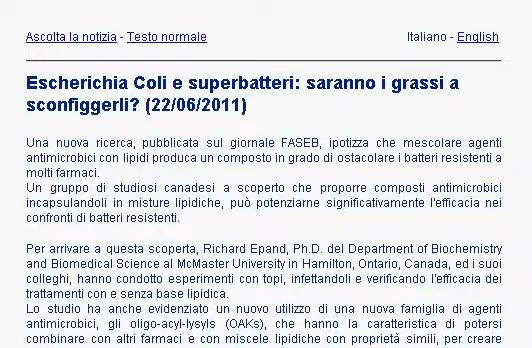 Ascolta la notizia - Testo normale Italiano - English
Escherichia Coli e superbatteri: saranno i grassi a
sconfiggerli? (22/06/2011)
Una nuova ricerca, pubblicata sul giornale FASEB, ipotizza che mescolare agenti
antimicrobici con lipidi produca un composto in grado di ostacolare i batteri resistenti a
molti farmaci.
Un gruppo di studiosi canadesi a scoperto che proporre composti antimicrobici
incapsulandoli in misture lipidiche, può potenziarne significativamente l'efficacia nei
confronti di batteri resistenti.
Per arrivare a questa scoperta, Richard Epand, Ph.D. del Department of Biochemistry
and Biomedical Science al McMaster University in Hamilton, Ontario, Canada, ed i suoi
colleghi, hanno condotto esperimenti con topi, infettandoli e verificando l'efficacia dei
trattamenti con e senza base lipidica.
Lo studio ha anche evidenziato un nuovo utilizzo di una nuova famiglia di agenti
antimicrobici, gli oligo-acyl-lysyls (OAKs), che hanno la caratteristica di potersi
combinare con altri farmaci e con miscele lipidiche con proprietà simili, per creare